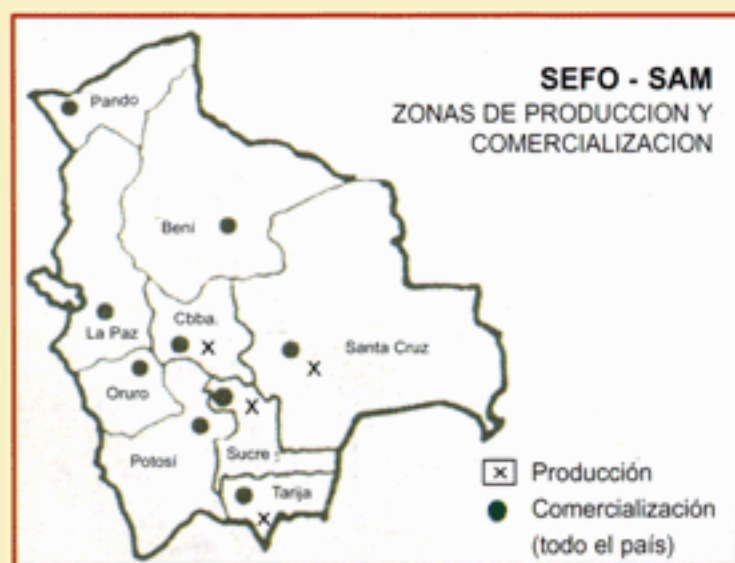 SEFO - SAM
ZONAS DE PRODUCCION Y
COMERCIALIZACION
Pando
Beni
La Paz
Cbba.
X
Santa Cruz
X
Oruro
X
Potosí
Sucre
Tarija
X
X Producción
Comercialización
(todo el país)